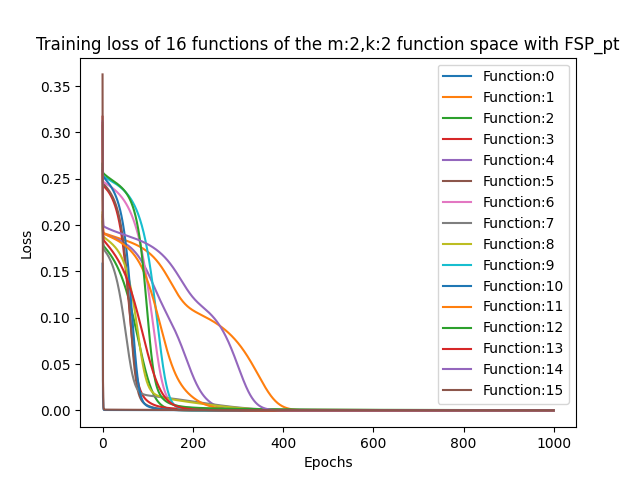 Training loss of 16 functions of the m:2,k:2 function space with FSP_pt
Loss
0.35
0.30
0.25
0.20
0.15
0.10
0.05
0.00
0
200
400
600
800
1000
Epochs
Function:0
Function:1
Function:2
Function:3
Function:4
Function:5
Function:6
Function:7
Function:8
Function:9
Function:10
Function:11
Function:12
Function:13
Function:14
Function:15